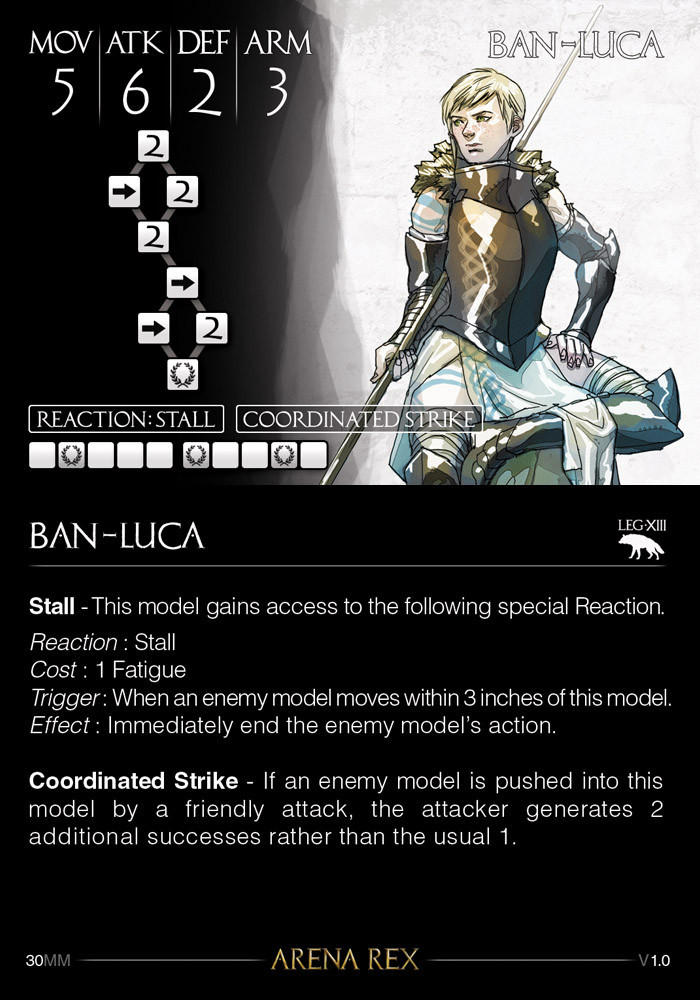 MOV ATK DEF ARM
5 6 2 3
BAN-LUCA
2
2
2
2
REACTION: STALL COORDINATED STRIKE
BAN-LUCA
LEG·XIII
Stall - This model gains access to the following special Reaction.
Reaction : Stall
Cost : 1 Fatigue
Trigger : When an enemy model moves within 3 inches of this model.
Effect : Immediately end the enemy model's action.
Coordinated Strike - If an enemy model is pushed into this
model by a friendly attack, the attacker generates 2
additional successes rather than the usual 1.
30MM ARENA REX V1.0